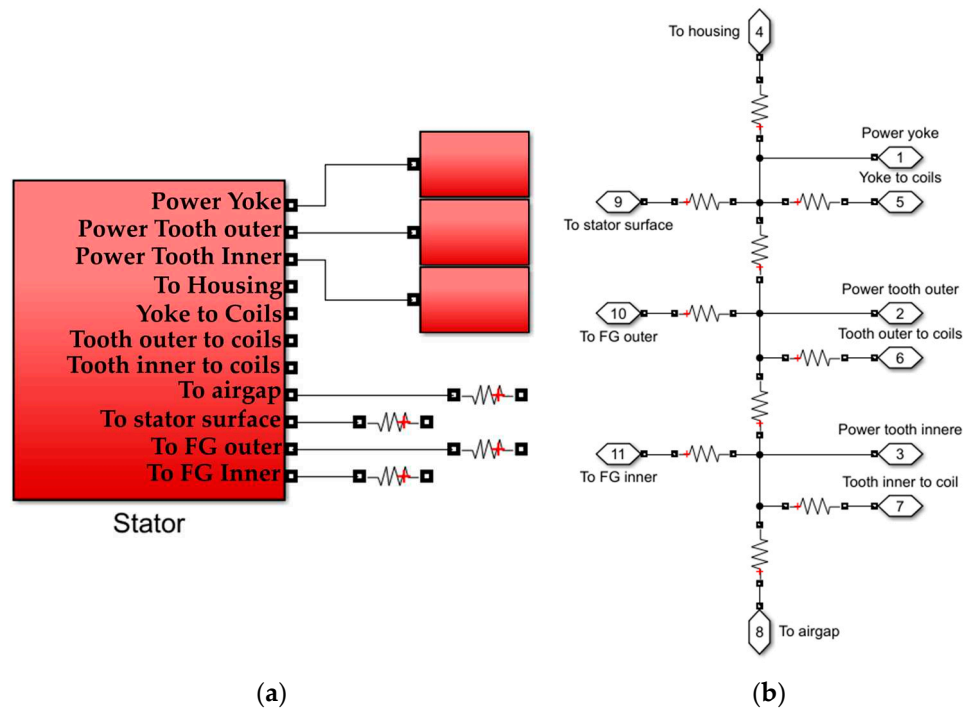 Power Yoke
Power Tooth outer
Power Tooth Inner
To Housing
Yoke to Coils
Tooth outer to coils
Tooth inner to coils
To airgap
To stator surface
To FG outer
To FG Inner
Stator
(a)
To housing
4
Power yoke
1
Yoke to coils
9
5
To stator surface
Power tooth outer
10
2
To FG outer
Tooth outer to coils
6
Power tooth innere
11
3
To FG inner
Tooth inner to coil
7
8
To airgap
(b)